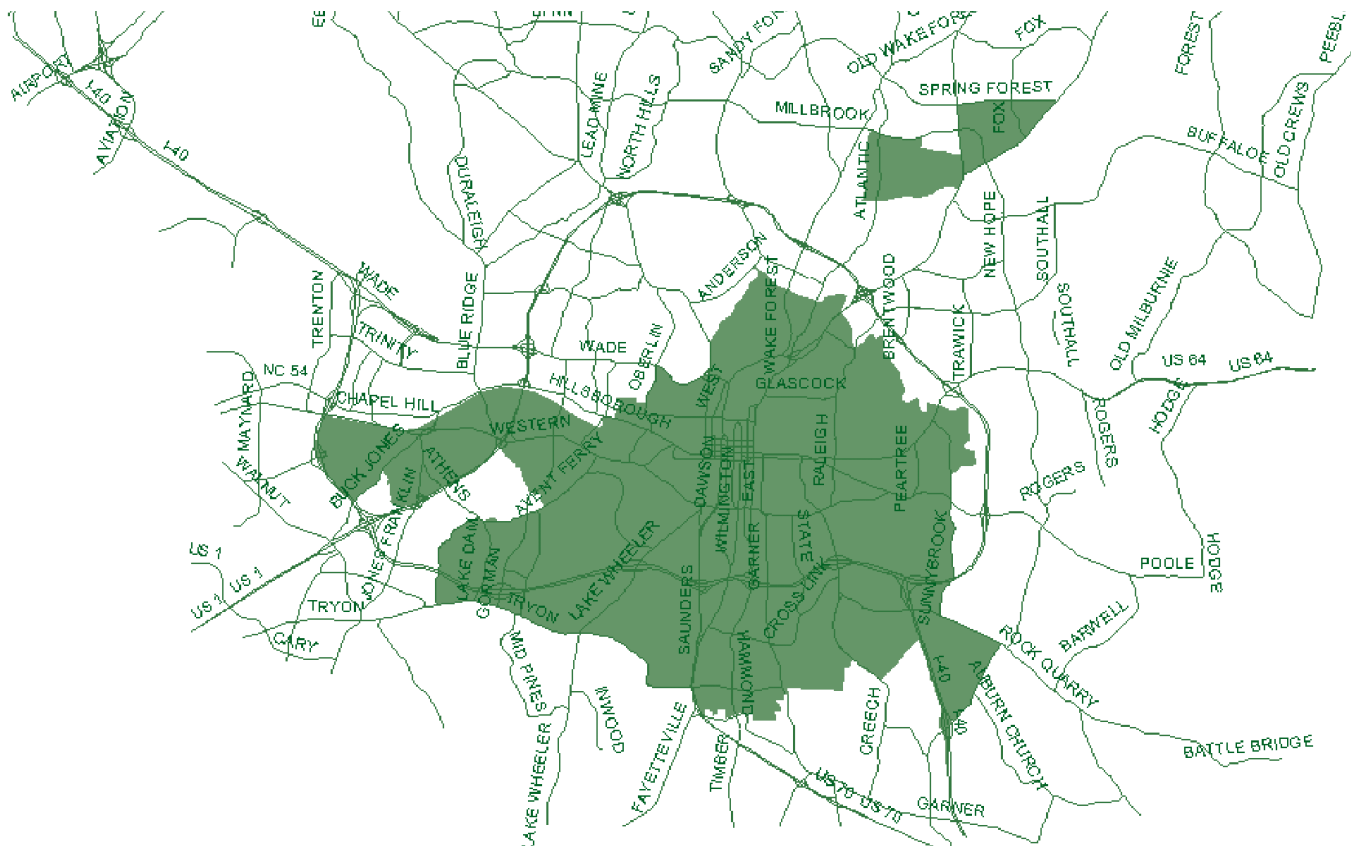 FOREST
PEEBL
FOX
SANDY FOR
OLD WAKE FORE
AIRPORT
I-40
AVIATION
I-40
LEAD MINE
NORTH HILLS
MILLBROOK
SPRING FOREST
FOX
BUFFALOE
OLD CREWS
DURALEIGH
ATLANTIC
NEW HOPE
SOUTHALL
ANDERSON
WAKE FOREST
BRENTWOOD
SOUTHALL
OLD MILBURNIE
TRENTON
WADE
TRINITY
BLUE RIDGE
WADE
OBERLIN
TRAWICK
US 64
US 64
NC 54
MAYNARD
CHAPEL HILL
HILLSBOROUGH
WEST
GLASCOCK
ROGERS
HODGE
WESTERN
BUCK JONES
ATHENS
AVENT FERRY
DAWSON
WILMINGTON
EAST
RALEIGH
PEARTREE
WALNUT
KLIN
JONES FRAN
ROGERS
US 1
US 1
US 1
LAKE DAM
GORMAN
LAKE WHEELER
GARNER
STATE
CROSS LINK
SUNNYBROOK
POOLE
HODGE
TRYON
TRYON
CARY
MID PINES
SAUNDERS
HAMMOND
I-40
ROCK QUARRY
BARWELL
INWOOD
LAKE WHEELER
FAYETTEVILLE
TIMBER
CREECH
I-40
AUBURN CHURCH
BATTLE BRIDGE
US 70
US 70
GARNER